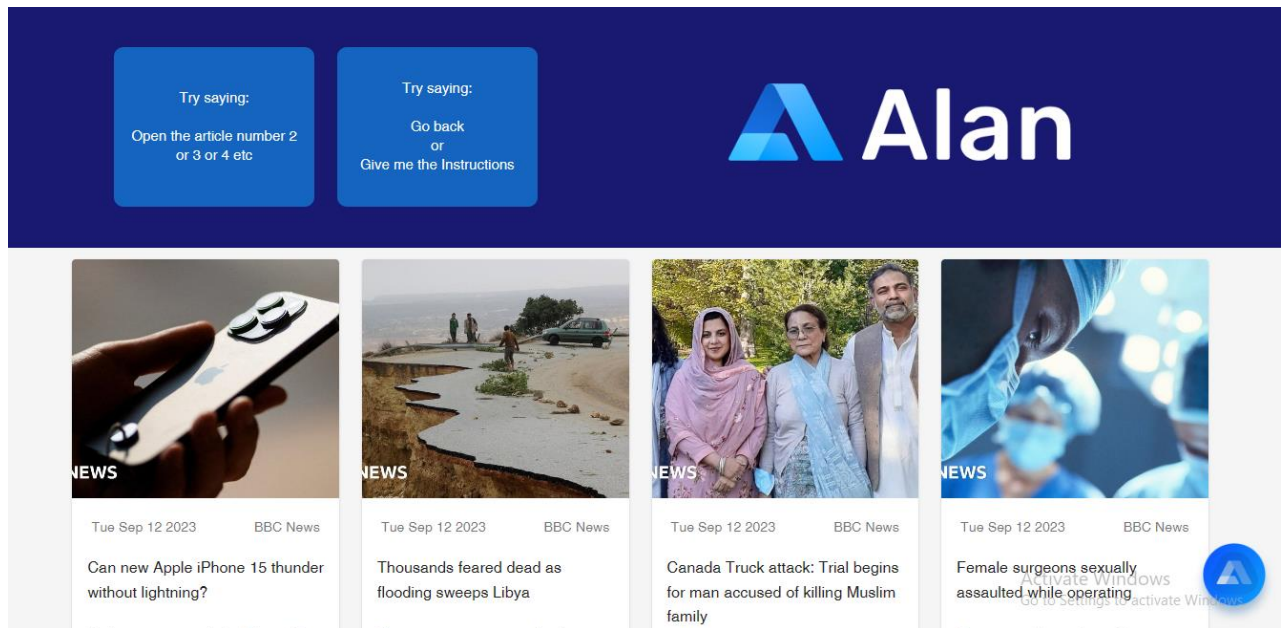 Try saying:
Open the article number 2
or 3 or 4 etc
Try saying:
Go back
or
Give me the Instructions
Alan
NEWS
NEWS
NEWS
NEWS
Tue Sep 12 2023 BBC News
Can new Apple iPhone 15 thunder
without lightning?
Tue Sep 12 2023 BBC News
Thousands feared dead as
flooding sweeps Libya
Tue Sep 12 2023 BBC News
Canada Truck attack: Trial begins
for man accused of killing Muslim
family
Tue Sep 12 2023 BBC News
Female surgeons sexually
assaulted while operating
Activate Windows
Go to Settings to activate Windows.